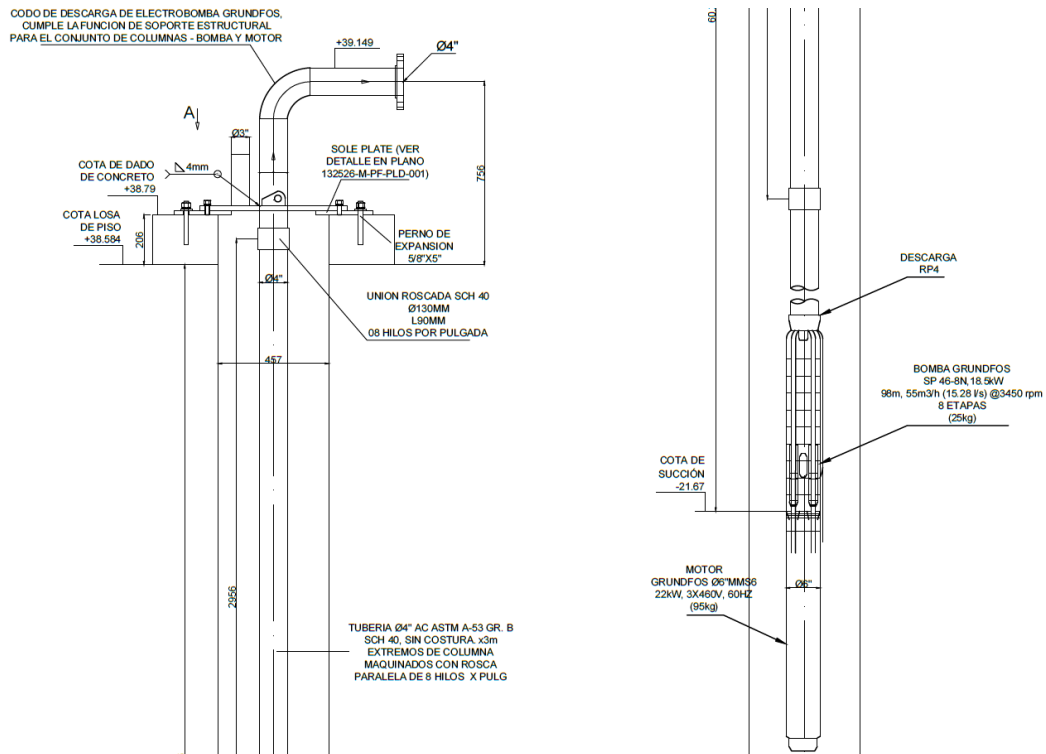 CODO DE DESCARGA DE ELECTROBOMBA GRUNDFOS,
CUMPLE LA FUNCION DE SOPORTE ESTRUCTURAL
PARA EL CONJUNTO DE COLUMNAS - BOMBA Y MOTOR
+39.149
Ø4"
A
Ø3"
SOLE PLATE (VER
DETALLE EN PLANO
132526-M-PF-PLD-001)
4mm
COTA DE DADO
DE CONCRETO
+38.79
756
COTA LOSA
DE PISO
+38.584
206
PERNO DE
EXPANSION
5/8"X5"
Ø4"
UNION ROSCADA SCH 40
Ø130MM
L90MM
08 HILOS POR PULGADA
457
2956
TUBERIA Ø4" AC ASTM A-53 GR. B
SCH 40, SIN COSTURA. x3m
EXTREMOS DE COLUMNA
MAQUINADOS CON ROSCA
PARALELA DE 8 HILOS X PULG
60
DESCARGA
RP4
BOMBA GRUNDFOS
SP 46-8N, 18.5kW
98m, 55m3/h (15.28 l/s) @3450 rpm
8 ETAPAS
(25kg)
COTA DE
SUCCIÓN
-21.67
MOTOR
GRUNDFOS Ø6"MMS6
22kW, 3X460V, 60HZ
(95kg)
Ø6"